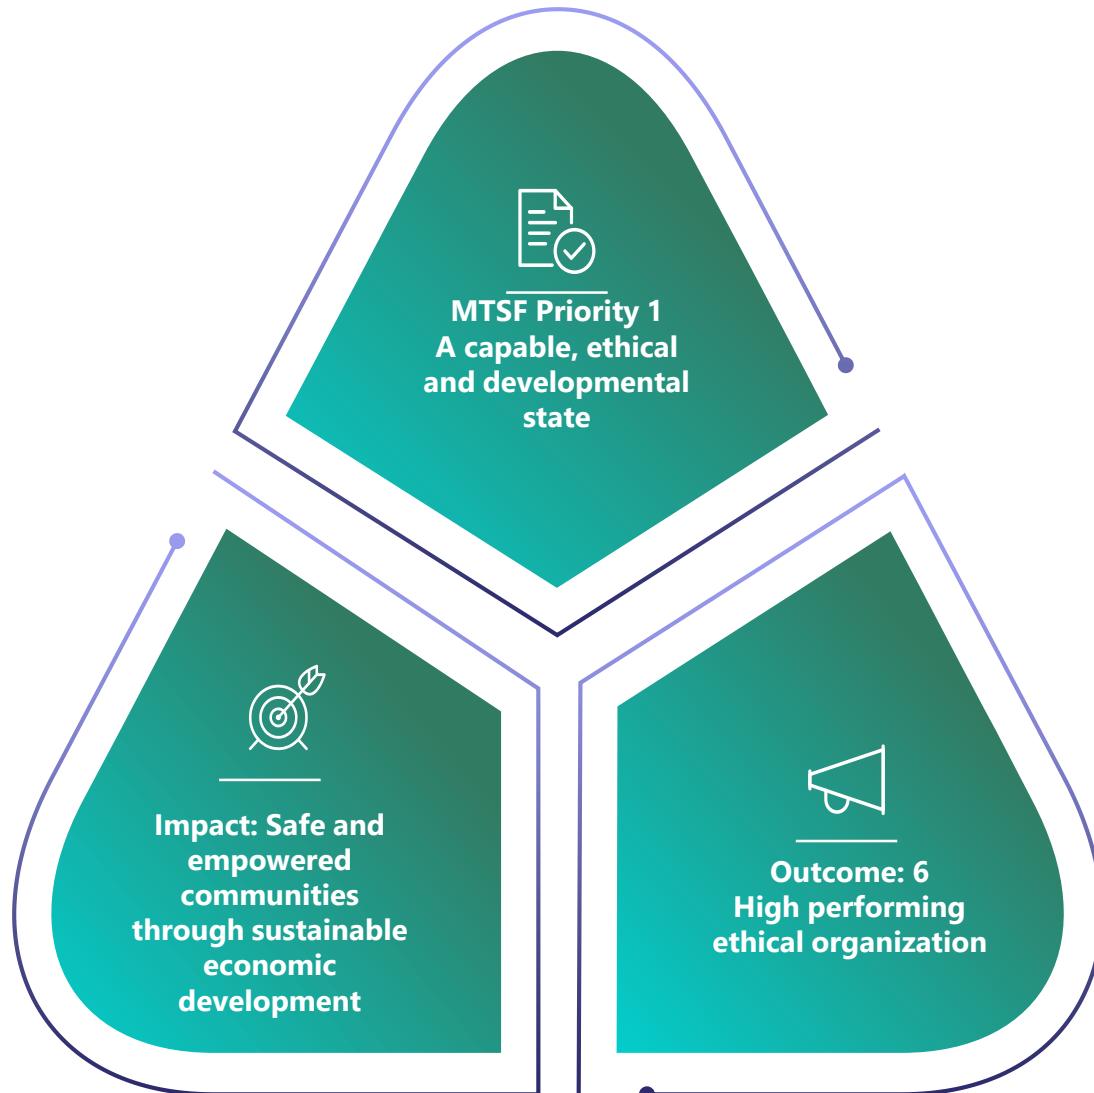 MTSF Priority 1
A capable, ethical
and developmental
state
Impact: Safe and
empowered
communities
through sustainable
economic
development
Outcome: 6
High performing
ethical organization